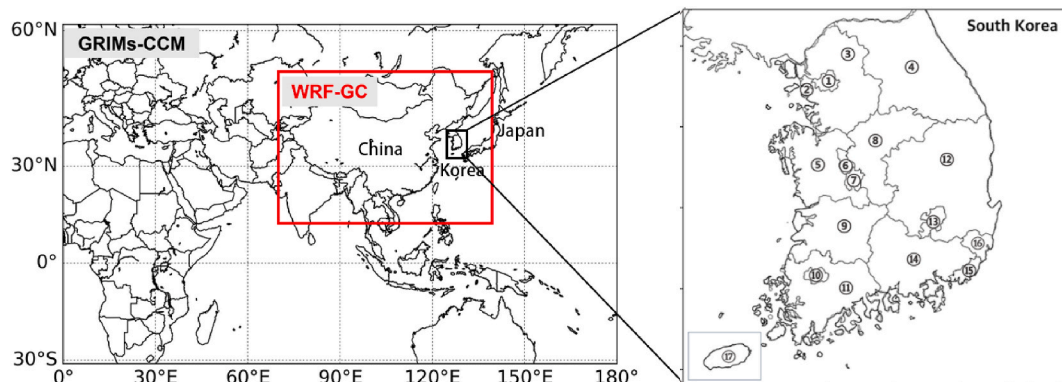 60°N
GRIMs-CCM
WRF-GC
Japan
China
30°N
Korea
0°
30°S
0°
30°E
60°E
90°E
120°E
150°E
180°
South Korea
③
④
①
②
⑧
⑫
⑤
⑥
⑦
⑨
⑬
⑯
⑭
⑮
⑩
⑪
⑰